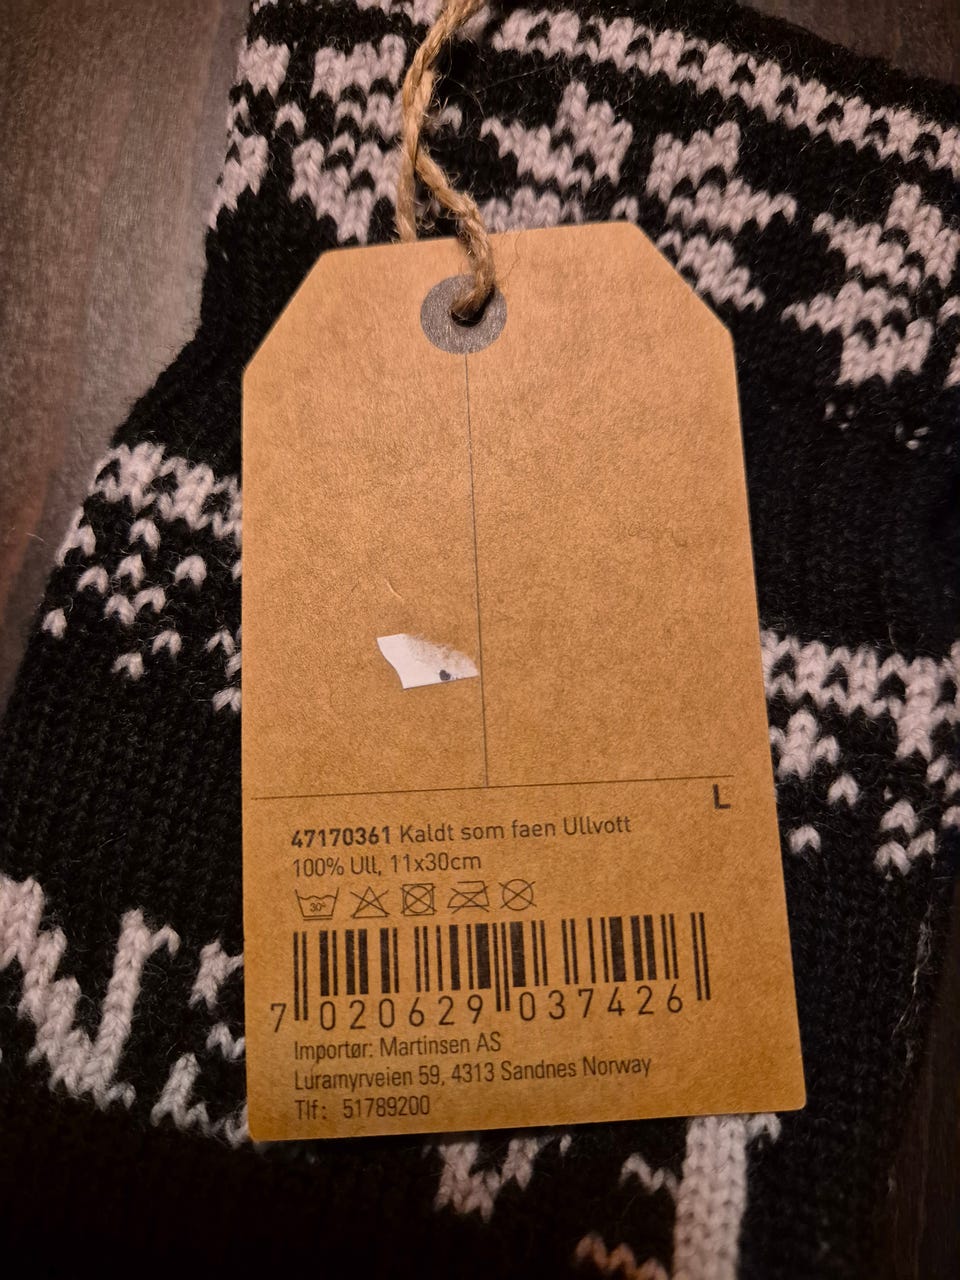 L
47170361 Kaldt som faen Ullvott
100% Ull, 11x30cm
30°
7 020629 037426
Importør: Martinsen AS
Luramyrveien 59, 4313 Sandnes Norway
Tlf: 51789200